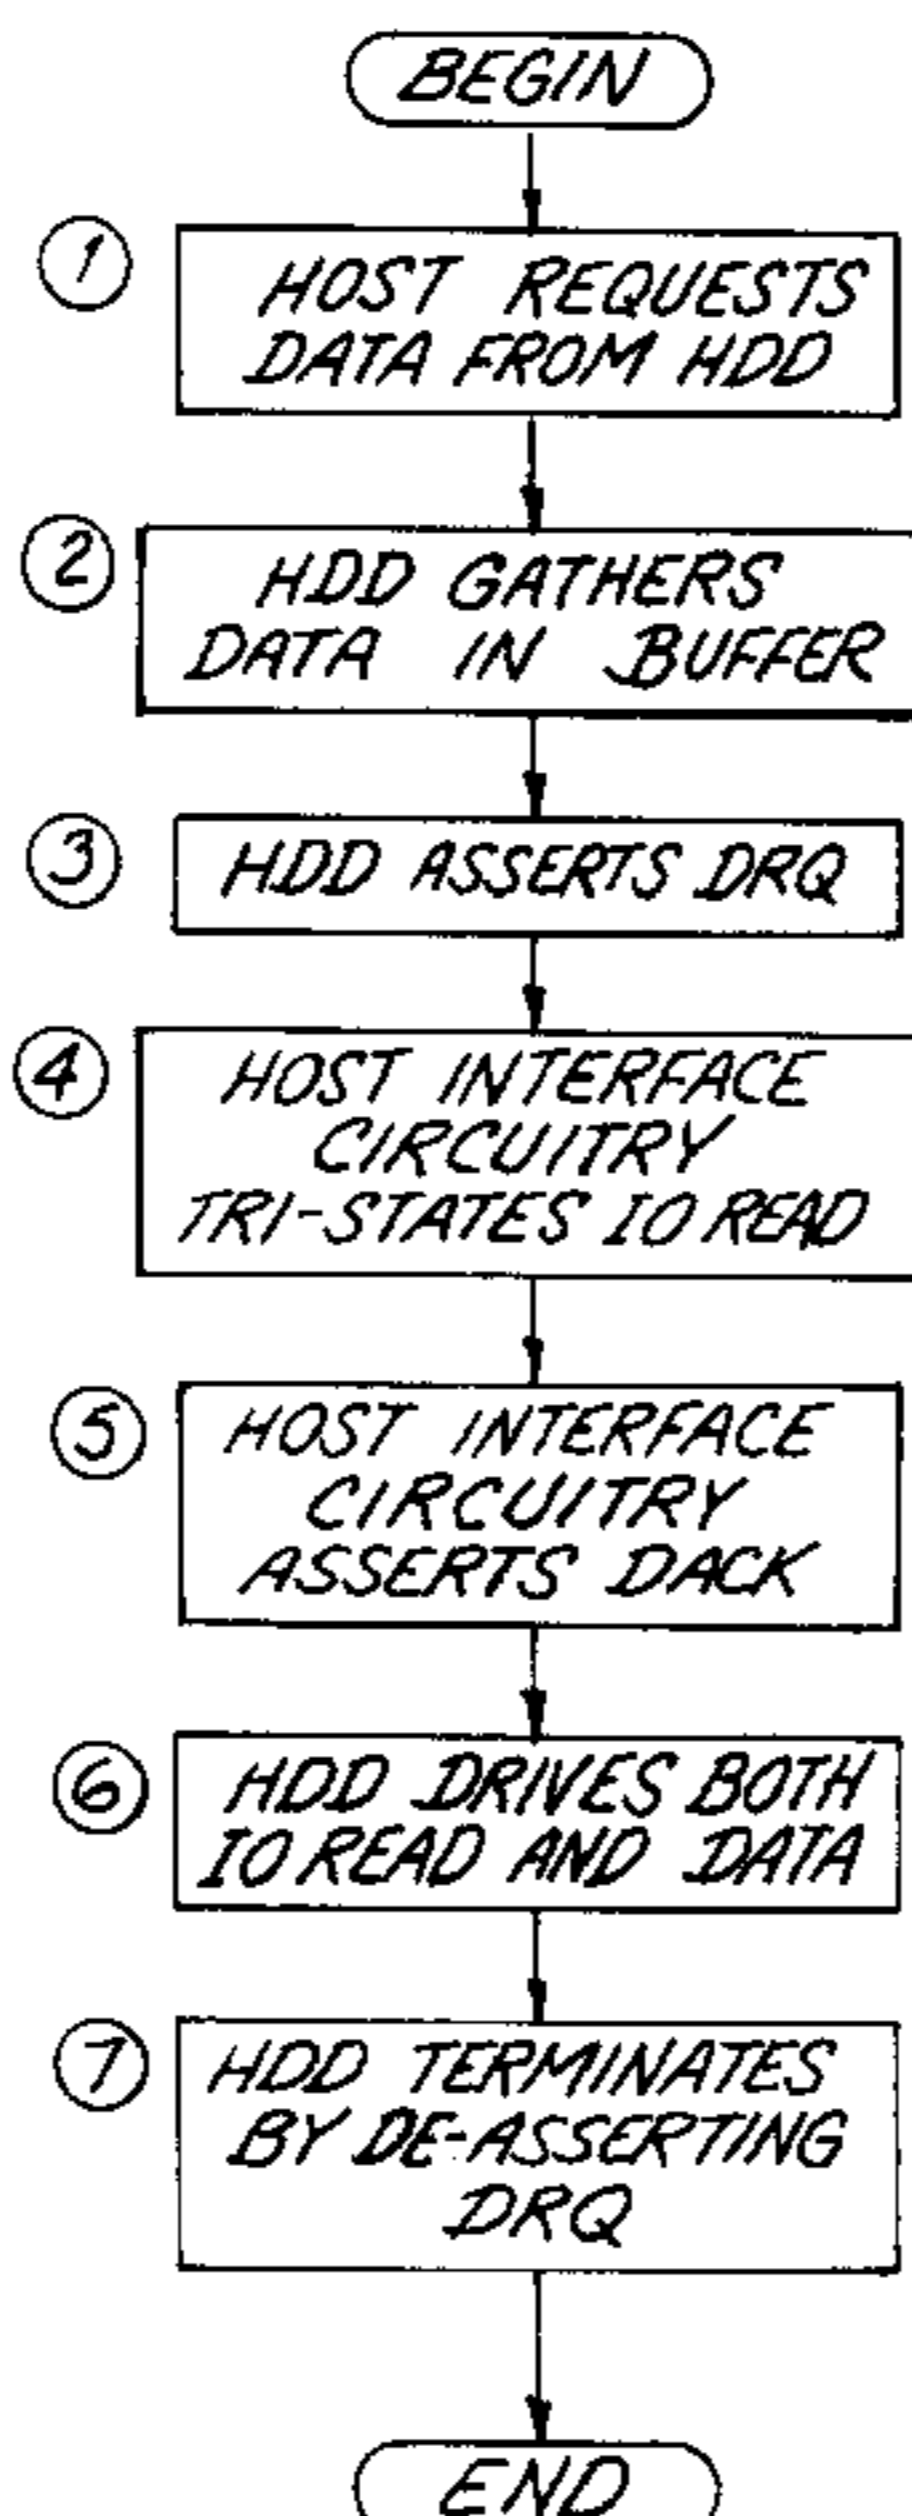 BEGIN
1
HOST REQUESTS
DATA FROM HDD
2
HDD GATHERS
DATA IN BUFFER
3
HDD ASSERTS DRQ
4
HOST INTERFACE
CIRCUITRY
TRI-STATES IO READ
5
HOST INTERFACE
CIRCUITRY
ASSERTS DACK
6
HDD DRIVES BOTH
IO READ AND DATA
7
HDD TERMINATES
BY DE-ASSERTING
DRQ
END